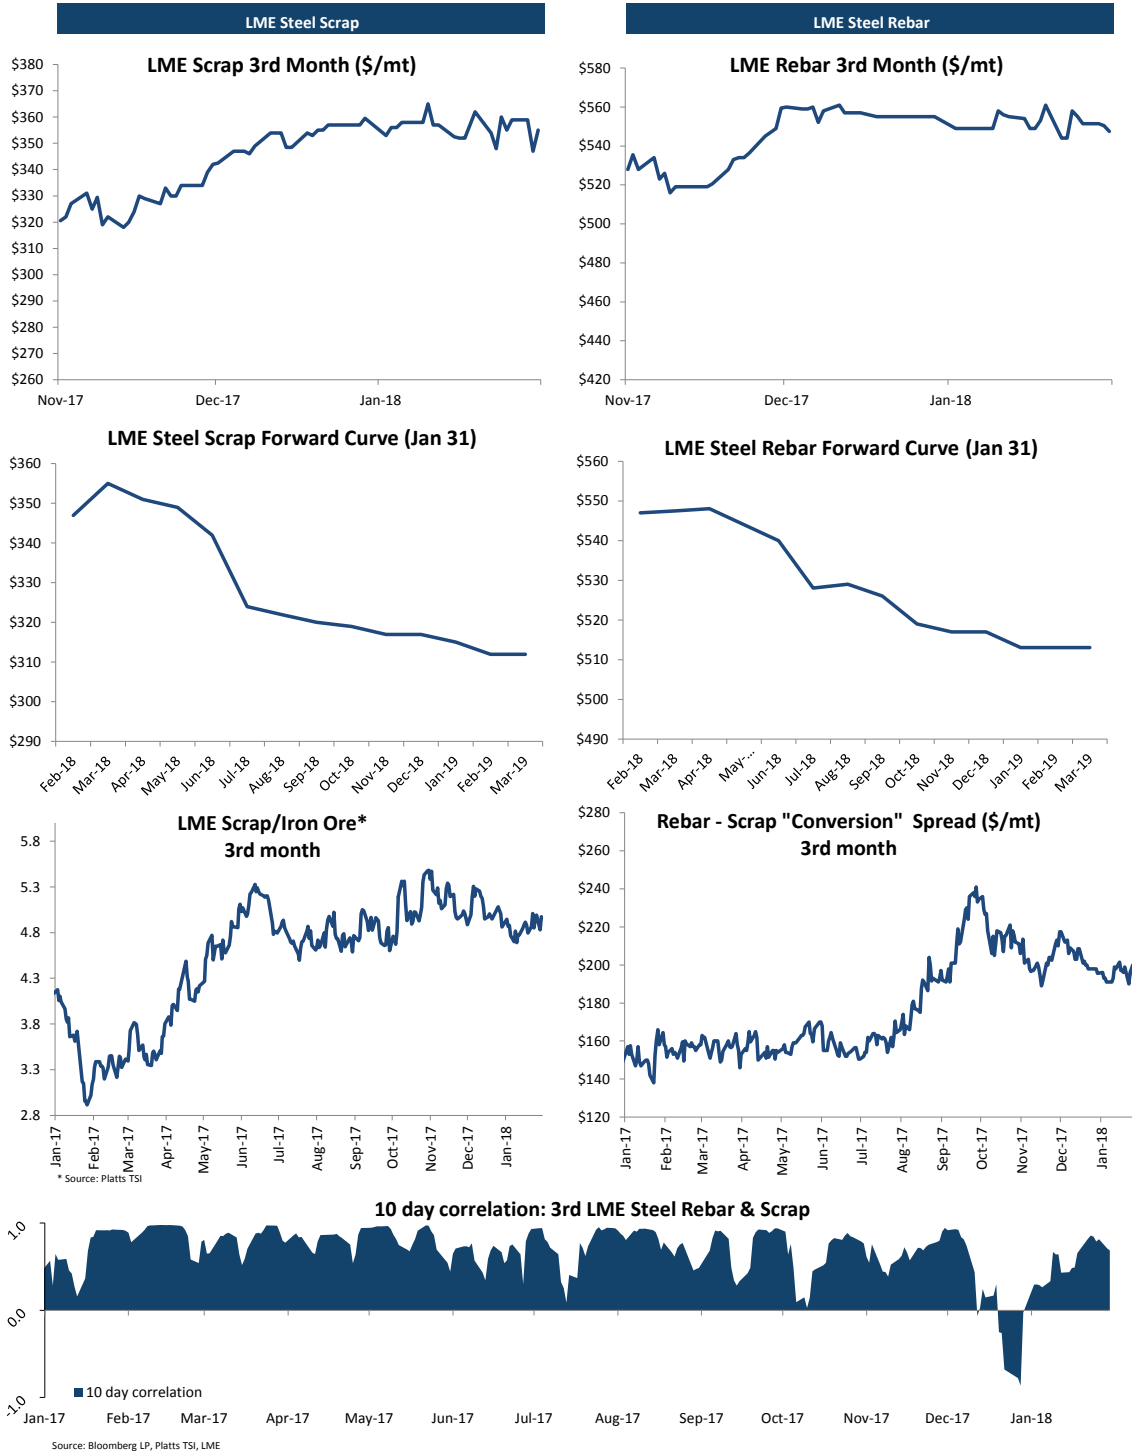 LME Steel Scrap
LME Steel Rebar
LME Scrap 3rd Month ($/mt)
$380
$370
$360
$350
$340
$330
$320
$310
$300
$290
$280
$270
$260
Nov-17 Dec-17 Jan-18
LME Rebar 3rd Month ($/mt)
$580
$560
$540
$520
$500
$480
$460
$440
$420
Nov-17 Dec-17 Jan-18
LME Steel Scrap Forward Curve (Jan 31)
$360
$350
$340
$330
$320
$310
$300
$290
Feb-18 Mar-18 Apr-18 May-18 Jun-18 Jul-18 Aug-18 Sep-18 Oct-18 Nov-18 Dec-18 Jan-19 Feb-19 Mar-19
LME Steel Rebar Forward Curve (Jan 31)
$560
$550
$540
$530
$520
$510
$500
$490
Feb-18 Mar-18 Apr-18 May-... Jun-18 Jul-18 Aug-18 Sep-18 Oct-18 Nov-18 Dec-18 Jan-19 Feb-19 Mar-19
LME Scrap/Iron Ore*
3rd month
5.8
5.3
4.8
4.3
3.8
3.3
2.8
Jan-17 Feb-17 Mar-17 Apr-17 May-17 Jun-17 Jul-17 Aug-17 Sep-17 Oct-17 Nov-17 Dec-17 Jan-18
* Source: Platts TSI
Rebar - Scrap "Conversion" Spread ($/mt)
3rd month
$280
$260
$240
$220
$200
$180
$160
$140
$120
Jan-17 Feb-17 Mar-17 Apr-17 May-17 Jun-17 Jul-17 Aug-17 Sep-17 Oct-17 Nov-17 Dec-17 Jan-18
10 day correlation: 3rd LME Steel Rebar & Scrap
1.0
0.0
-1.0
10 day correlation
Jan-17 Feb-17 Mar-17 Apr-17 May-17 Jun-17 Jul-17 Aug-17 Sep-17 Oct-17 Nov-17 Dec-17 Jan-18
Source: Bloomberg LP, Platts TSI, LME